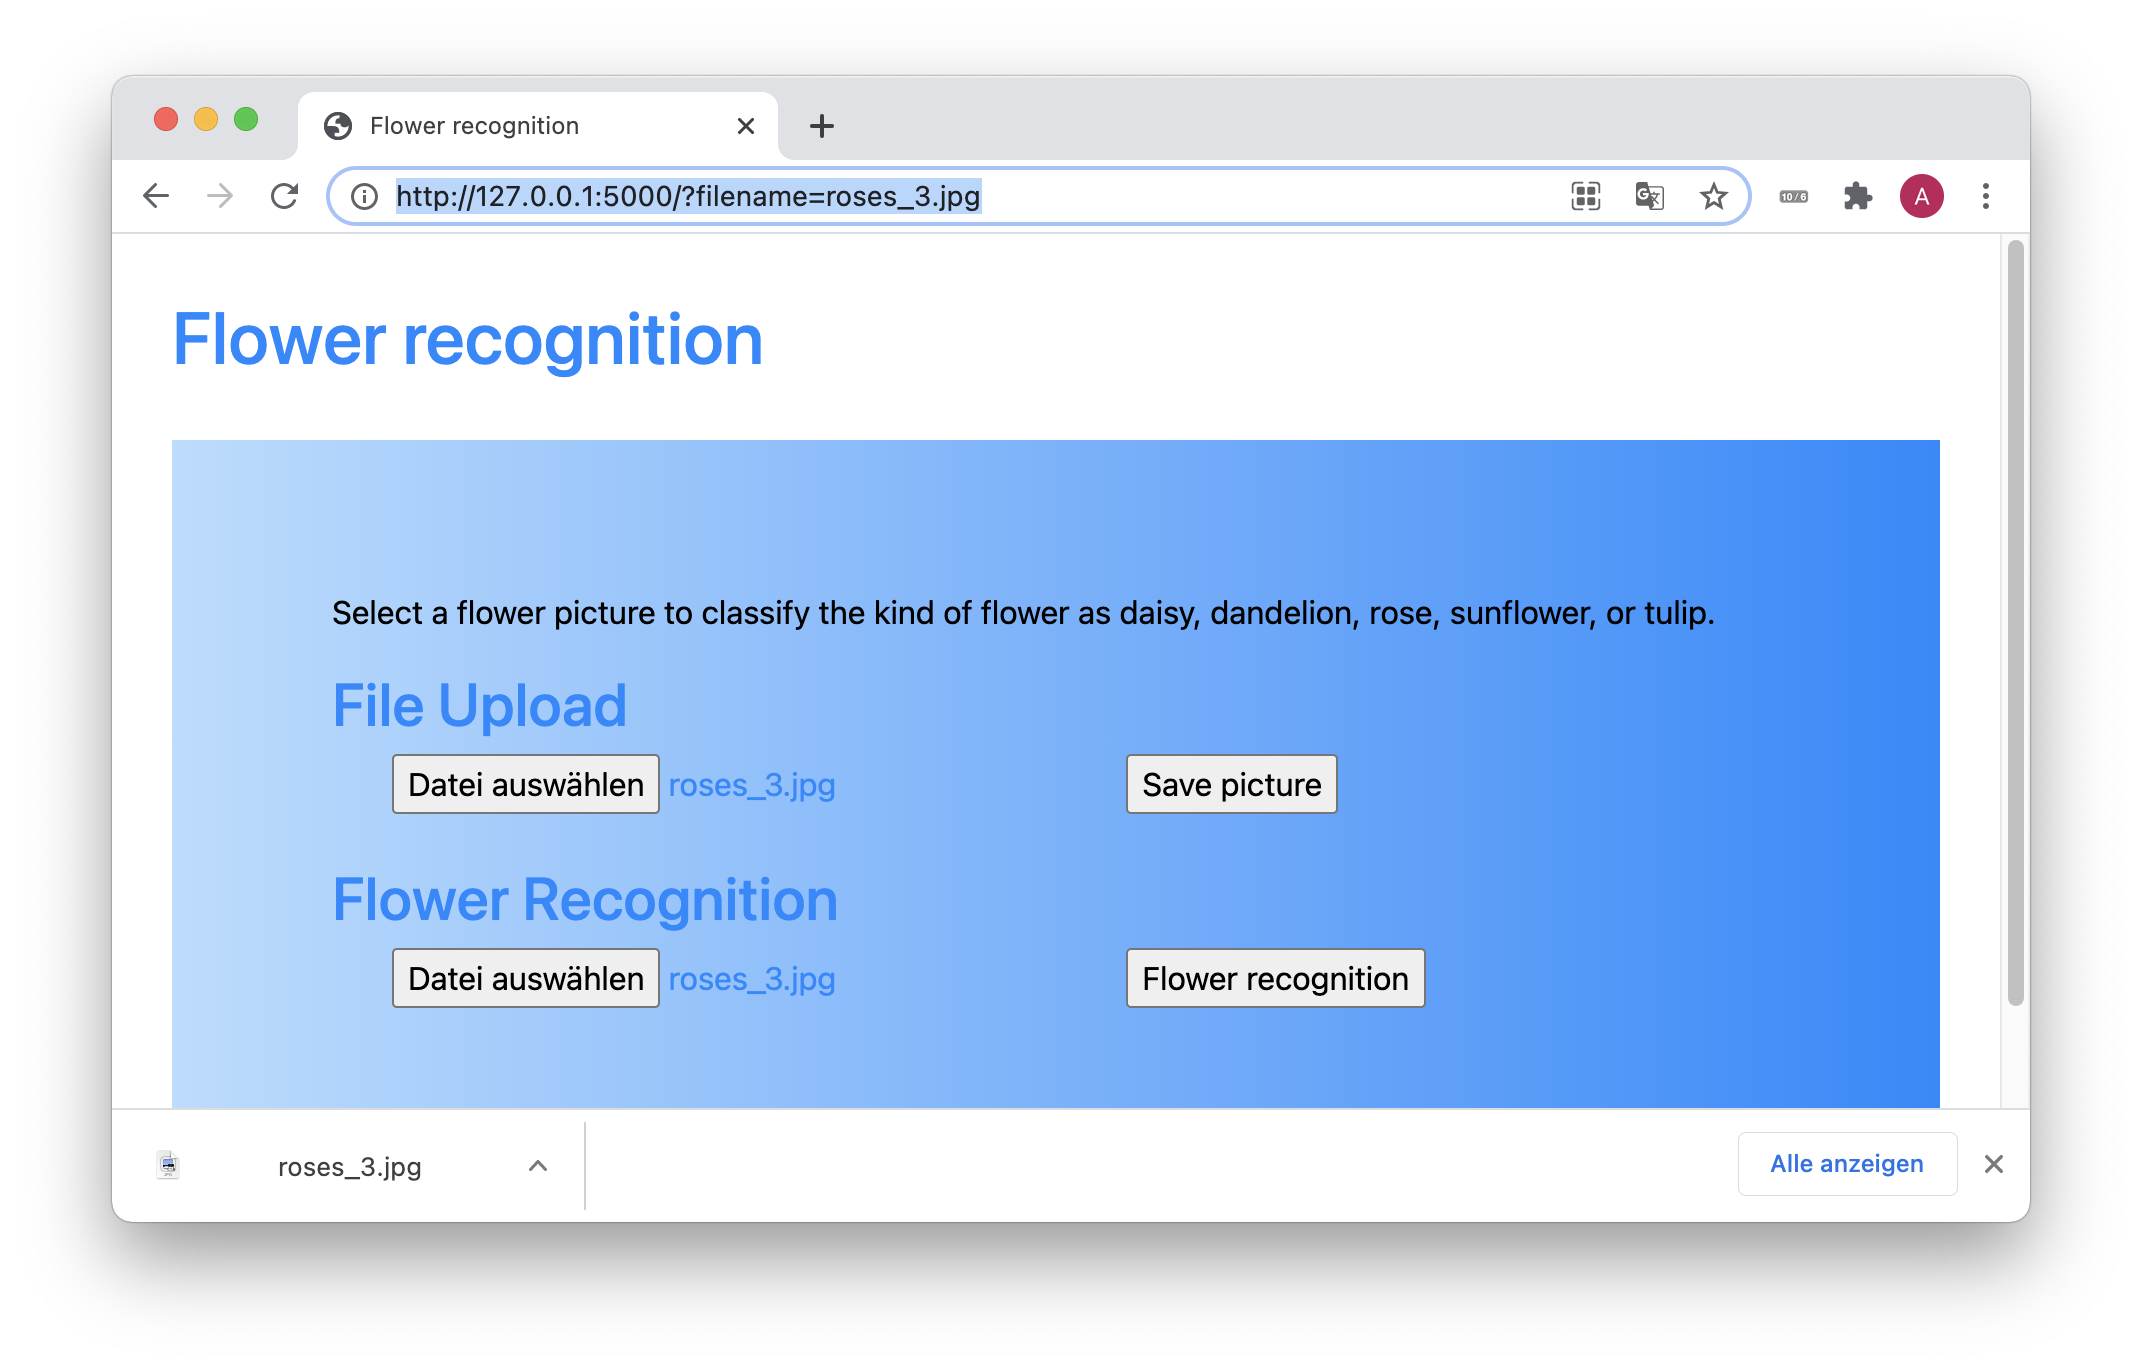 Flower recognition
http://127.0.0.1:5000/?filename=roses_3.jpg
10 / 6
A
Flower recognition
Select a flower picture to classify the kind of flower as daisy, dandelion, rose, sunflower, or tulip.
File Upload
Datei auswählen roses_3.jpg Save picture
Flower Recognition
Datei auswählen roses_3.jpg Flower recognition
roses_3.jpg Alle anzeigen